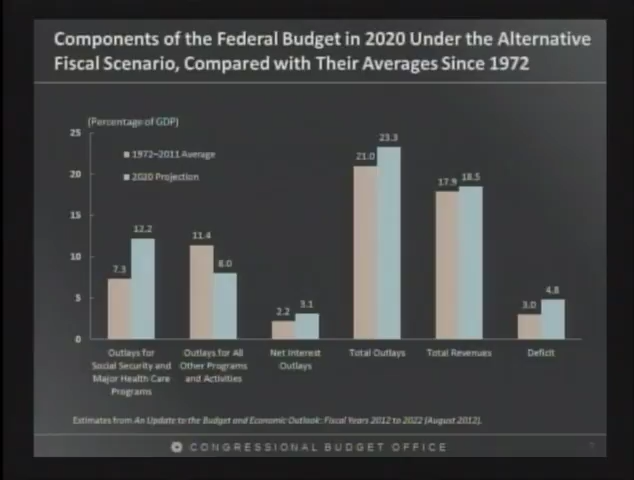 Components of the Federal Budget in 2020 Under the Alternative
Fiscal Scenario, Compared with Their Averages Since 1972
(Percentage of GDP)
25
20
15
10
5
0
1972–2011 Average
2020 Projection
7.3
12.2
11.4
8.0
2.2
3.1
21.0
23.3
17.9
18.5
3.0
4.8
Outlays for
Social Security and
Major Health Care
Programs
Outlays for All
Other Programs
and Activities
Net Interest
Outlays
Total Outlays
Total Revenues
Deficit
Estimates from An Update to the Budget and Economic Outlook: Fiscal Years 2012 to 2022 (August 2012).
CONGRESSIONAL BUDGET OFFICE